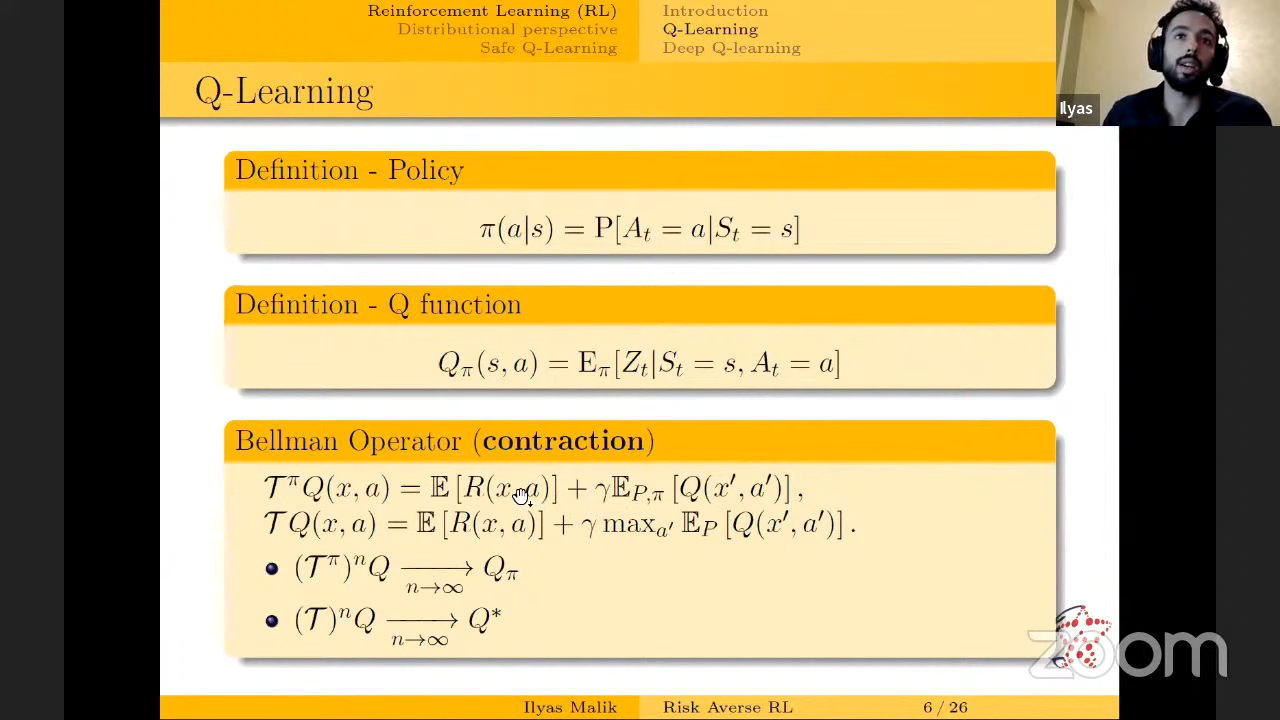 Reinforcement Learning (RL)
Distributional perspective
Safe Q-Learning
Introduction
Q-Learning
Deep Q-learning
Q-Learning
Ilyas
Definition - Policy
π(a|s) = P[A_t = a|S_t = s]
Definition - Q function
Q_π(s, a) = E_π[Z_t|S_t = s, A_t = a]
Bellman Operator (contraction)
𝒯^π Q(x, a) = 𝔼 [R(x, a)] + γ𝔼_{P,π} [Q(x′, a′)] ,
𝒯Q(x, a) = 𝔼 [R(x, a)] + γ max_{a′} 𝔼_P [Q(x′, a′)] .
• (𝒯^π)^n Q ⟶_{n→∞} Q_π
• (𝒯)^n Q ⟶_{n→∞} Q*
zoom
Ilyas Malik
Risk Averse RL
6 / 26